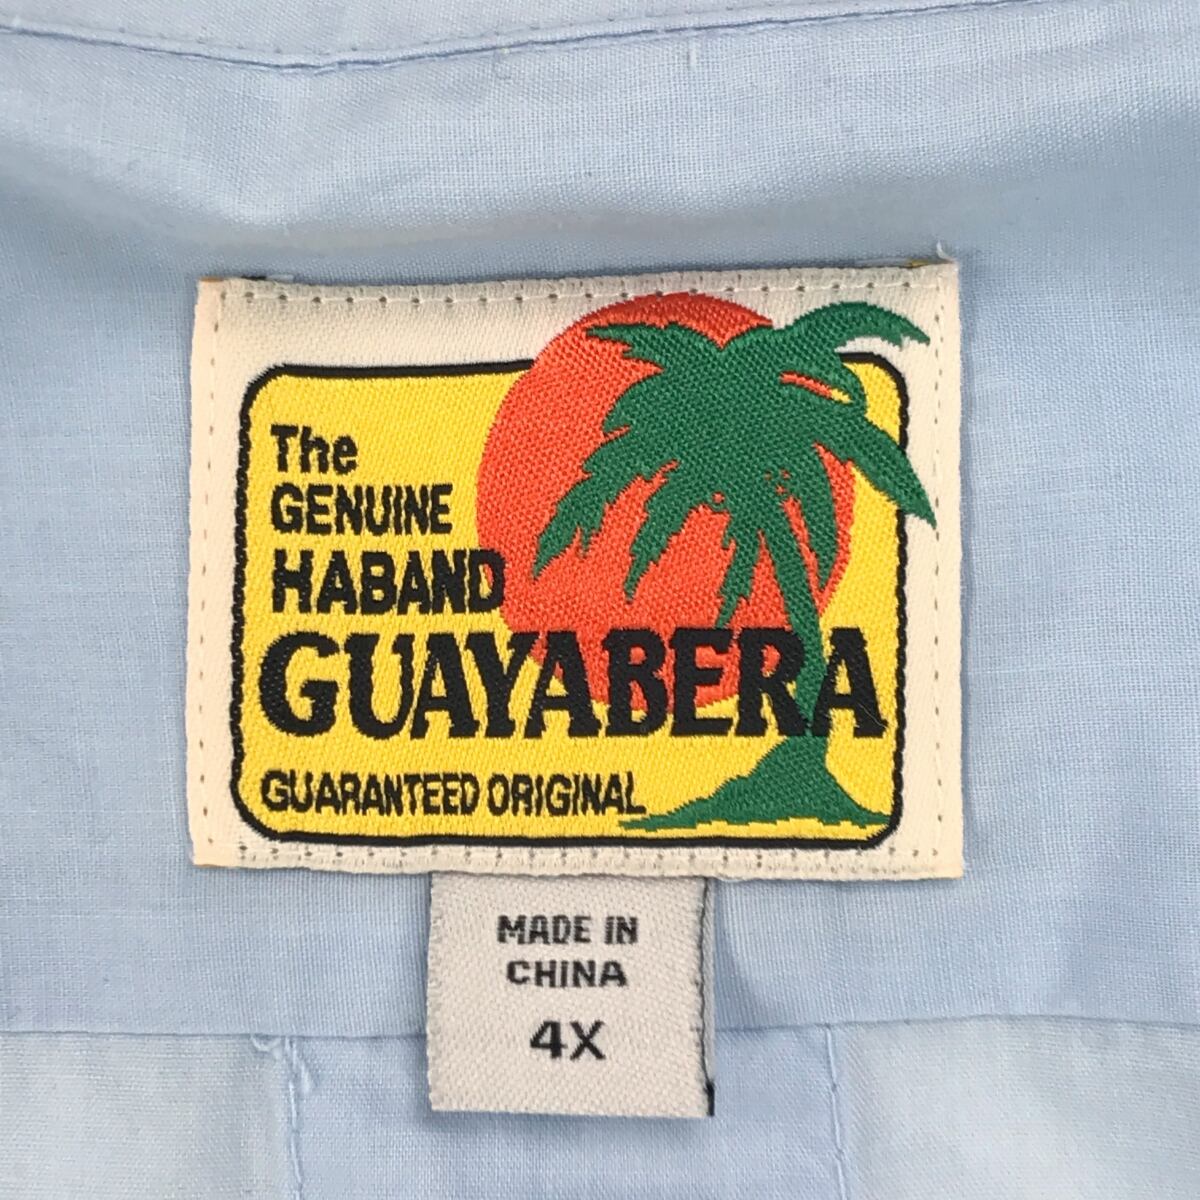 The
GENUINE
HABAND
GUAYABERA
GUARANTEED ORIGINAL
MADE IN
CHINA
4X